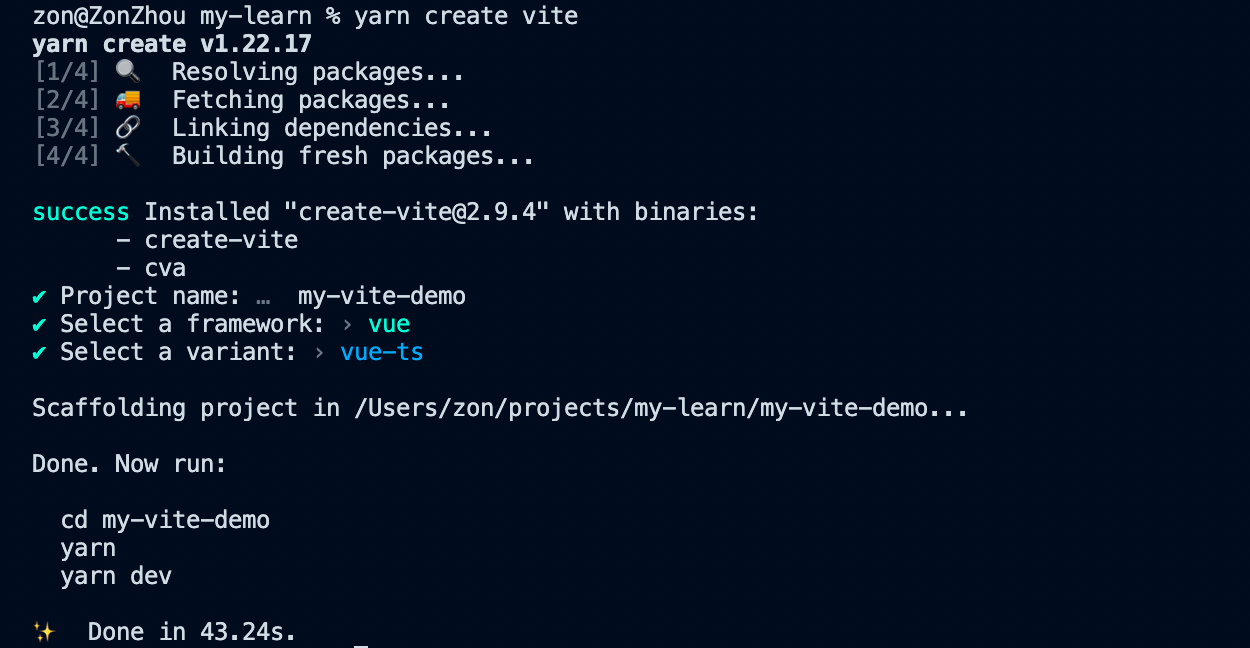 zon@ZonZhou my-learn % yarn create vite
yarn create v1.22.17
[1/4] 🔍 Resolving packages...
[2/4] 🚚 Fetching packages...
[3/4] 🔗 Linking dependencies...
[4/4] 🔨 Building fresh packages...
success Installed "create-vite@2.9.4" with binaries:
- create-vite
- cva
✔ Project name: … my-vite-demo
✔ Select a framework: › vue
✔ Select a variant: › vue-ts
Scaffolding project in /Users/zon/projects/my-learn/my-vite-demo...
Done. Now run:
cd my-vite-demo
yarn
yarn dev
✨ Done in 43.24s.